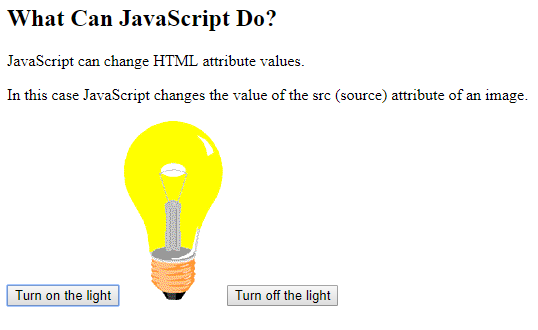 What Can JavaScript Do?
JavaScript can change HTML attribute values.
In this case JavaScript changes the value of the src (source) attribute of an image.
Turn on the light
Turn off the light